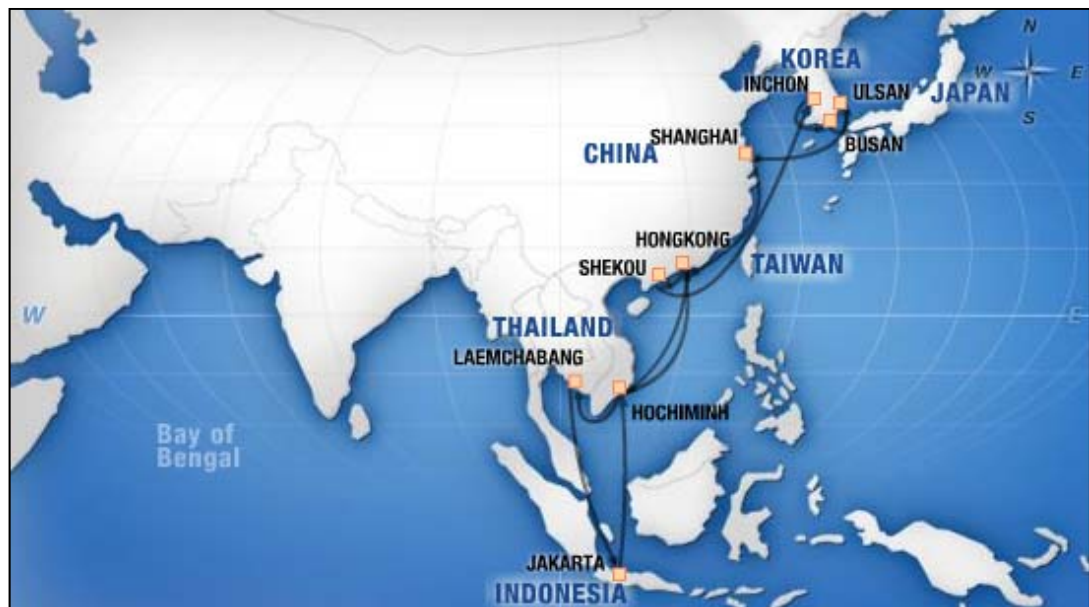 N
KOREA
W
E
INCHON
ULSAN
JAPAN
S
SHANGHAI
BUSAN
CHINA
HONGKONG
SHEKOU
TAIWAN
W
THAILAND
E
LAEMCHABANG
HOCHIMINH
Bay of
Bengal
JAKARTA
INDONESIA